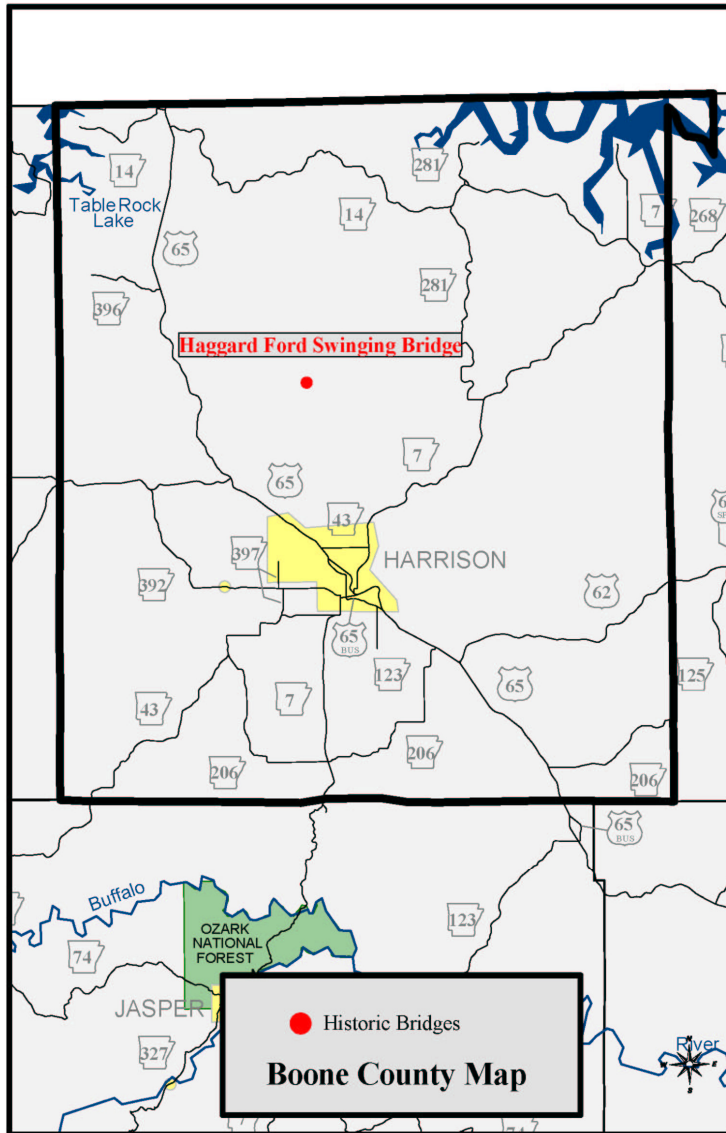 14
281
7
268
Table Rock
Lake
14
65
281
396
Haggard Ford Swinging Bridge
7
65
43
397
HARRISON
392
62
65
BUS
123
125
65
7
43
206
206
206
65
BUS
Buffalo
OZARK
NATIONAL
FOREST
123
74
JASPER
327
Historic Bridges
Boone County Map
River
N
W
E
S